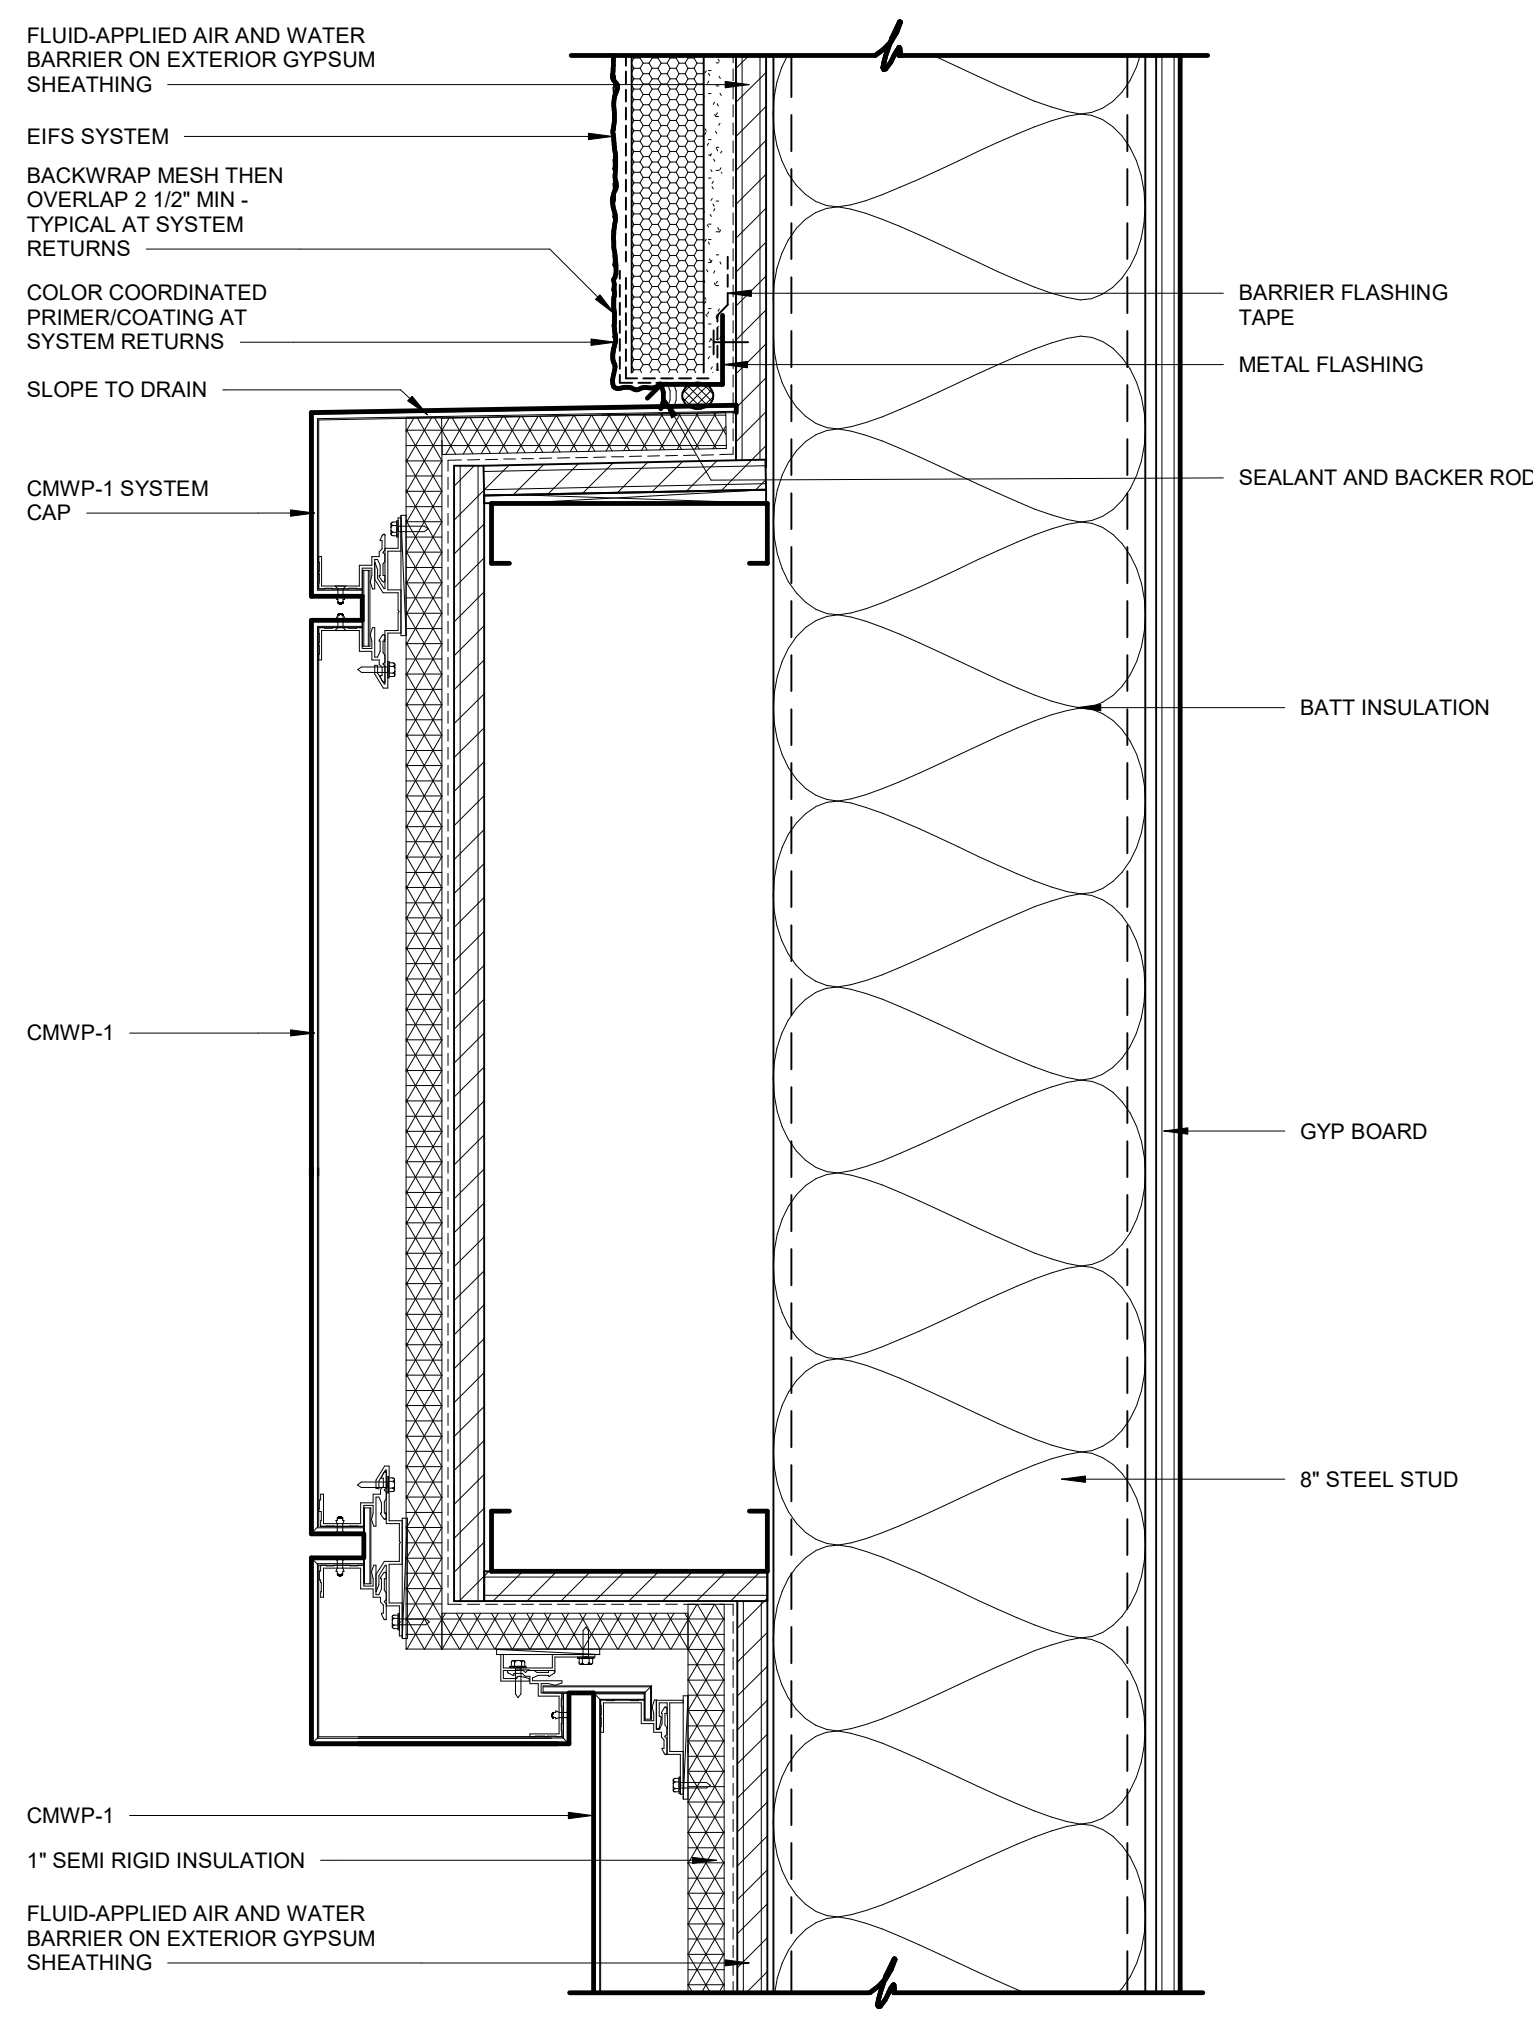 FLUID-APPLIED AIR AND WATER
BARRIER ON EXTERIOR GYPSUM
SHEATHING
EIFS SYSTEM
BACKWRAP MESH THEN
OVERLAP 2 1/2" MIN -
TYPICAL AT SYSTEM
RETURNS
COLOR COORDINATED
PRIMER/COATING AT
SYSTEM RETURNS
SLOPE TO DRAIN
CMWP-1 SYSTEM
CAP
CMWP-1
CMWP-1
1" SEMI RIGID INSULATION
FLUID-APPLIED AIR AND WATER
BARRIER ON EXTERIOR GYPSUM
SHEATHING
BARRIER FLASHING
TAPE
METAL FLASHING
SEALANT AND BACKER ROD
BATT INSULATION
GYP BOARD
8" STEEL STUD